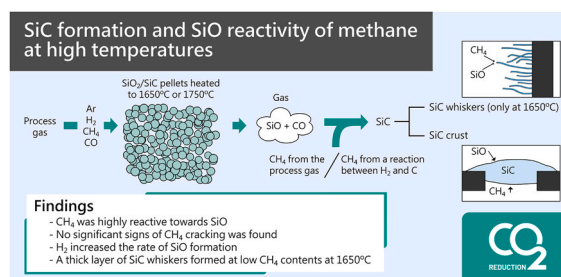 SiC formation and SiO reactivity of methane
at high temperatures
SiO₂/SiC pellets heated
to 1650ºC or 1750ºC
Process
gas
Ar
H₂
CH₄
CO
Gas
SiO + CO
CH₄ from the
process gas
CH₄ from a reaction
between H₂ and C
SiC
SiC whiskers (only at 1650ºC)
SiC crust
CH₄
SiO
SiO
SiC
CH₄
Findings
- CH₄ was highly reactive towards SiO
- No significant signs of CH₄ cracking was found
- H₂ increased the rate of SiO formation
- A thick layer of SiC whiskers formed at low CH₄ contents at 1650ºC
CO₂
REDUCTION